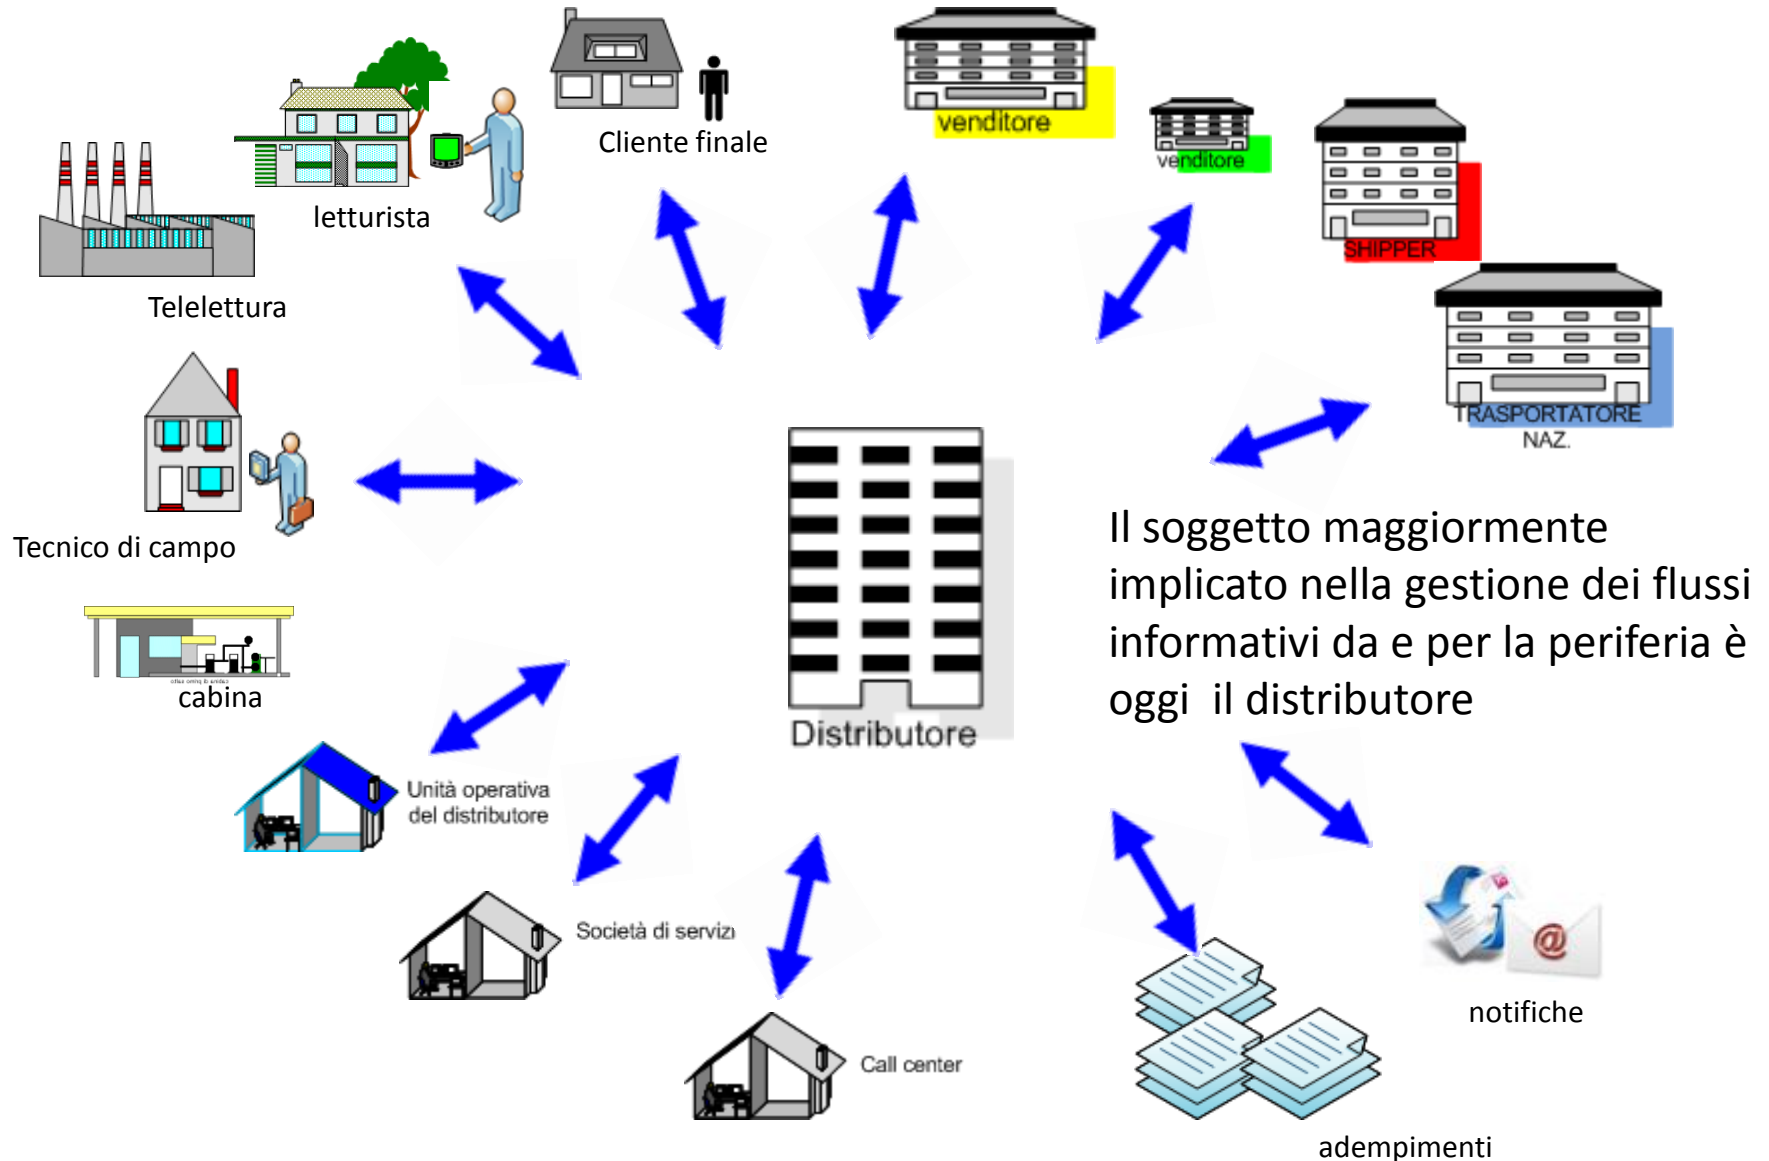 Cliente finale
venditore
venditore
letturista
SHIPPER
Telelettura
TRASPORTATORE
NAZ.
Tecnico di campo
Il soggetto maggiormente
implicato nella gestione dei flussi
informativi da e per la periferia è
oggi il distributore
cabina
Distributore
Unità operativa
del distributore
Società di servizi
Call center
@
notifiche
adempimenti